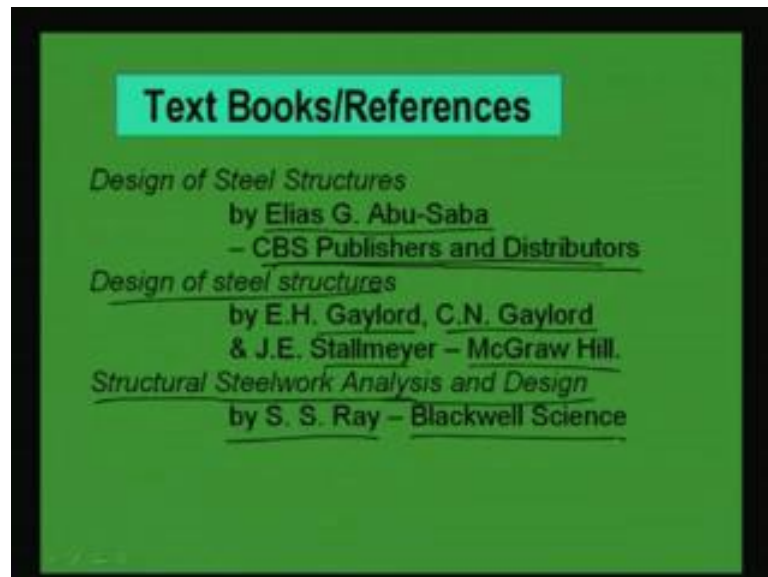 Text Books/References
Design of Steel Structures
by Elias G. Abu-Saba
– CBS Publishers and Distributors
Design of steel structures
by E.H. Gaylord, C.N. Gaylord
& J.E. Stallmeyer – McGraw Hill.
Structural Steelwork Analysis and Design
by S. S. Ray – Blackwell Science